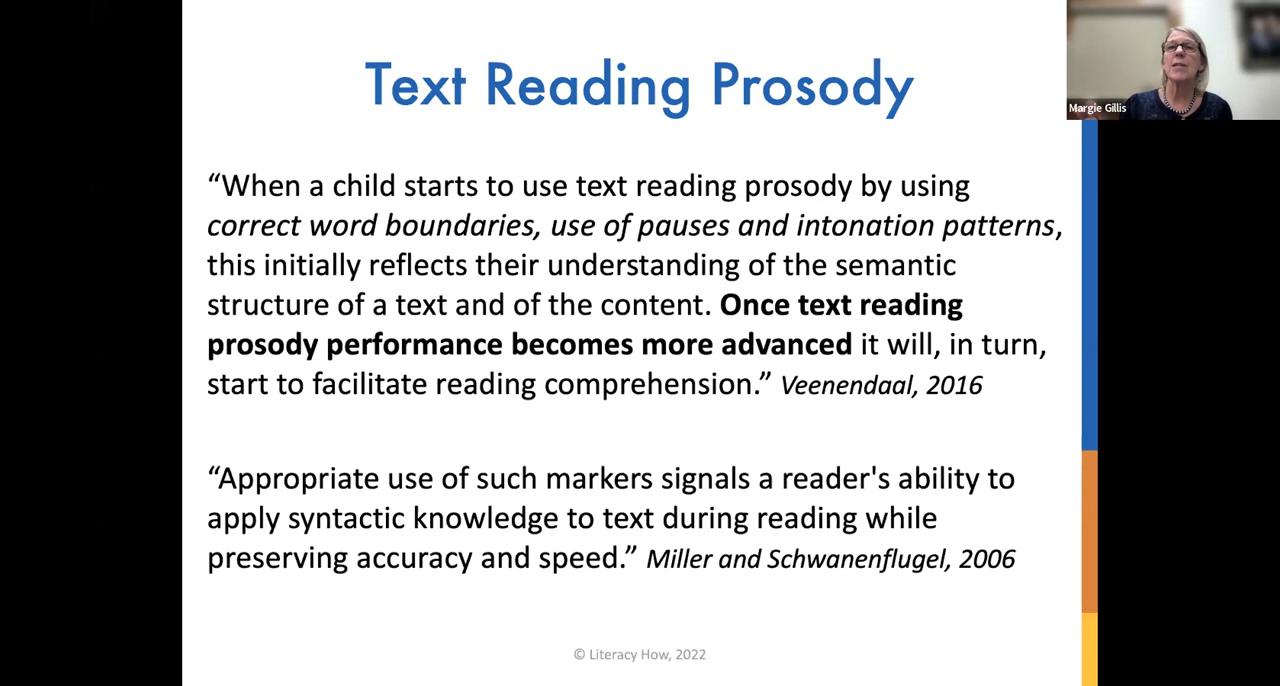 Text Reading Prosody
Margie Gillis
“When a child starts to use text reading prosody by using
correct word boundaries, use of pauses and intonation patterns,
this initially reflects their understanding of the semantic
structure of a text and of the content. Once text reading
prosody performance becomes more advanced it will, in turn,
start to facilitate reading comprehension.” Veenendaal, 2016
“Appropriate use of such markers signals a reader's ability to
apply syntactic knowledge to text during reading while
preserving accuracy and speed.” Miller and Schwanenflugel, 2006
© Literacy How, 2022